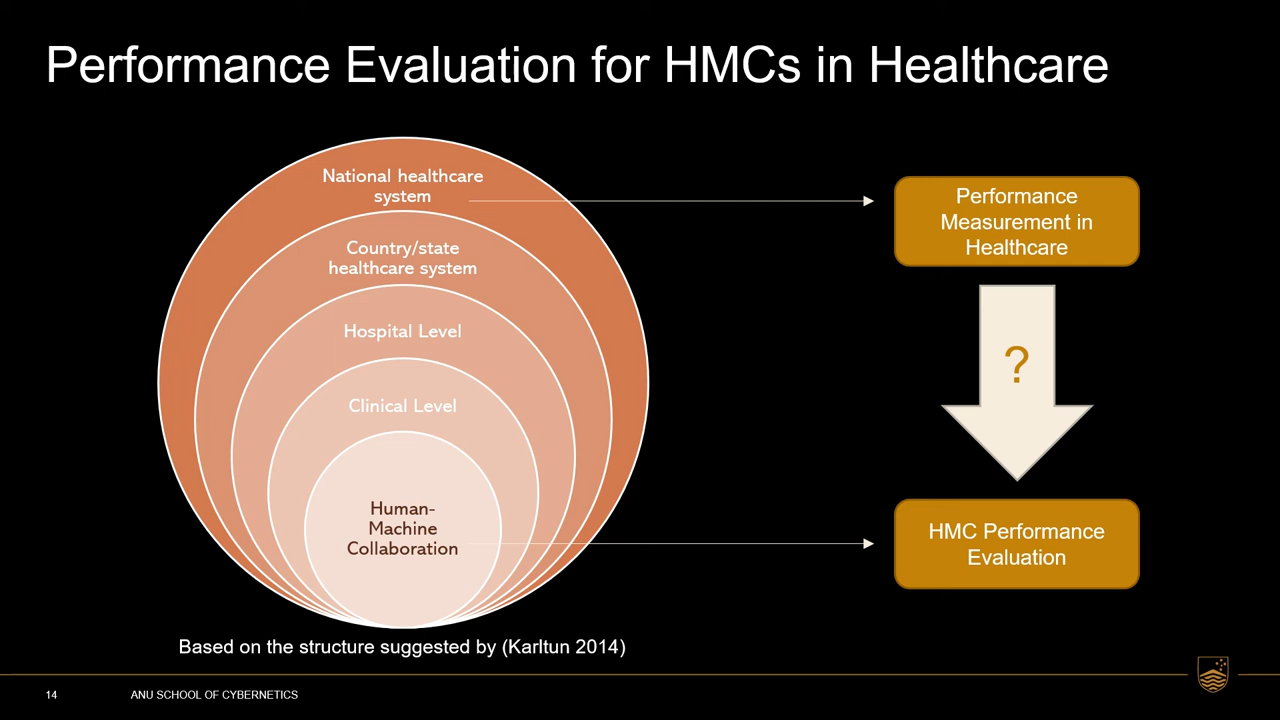 Performance Evaluation for HMCs in Healthcare
National healthcare
system
Country/state
healthcare system
Hospital Level
Clinical Level
Human-
Machine
Collaboration
Performance
Measurement in
Healthcare
?
HMC Performance
Evaluation
Based on the structure suggested by (Karltun 2014)
14
ANU SCHOOL OF CYBERNETICS